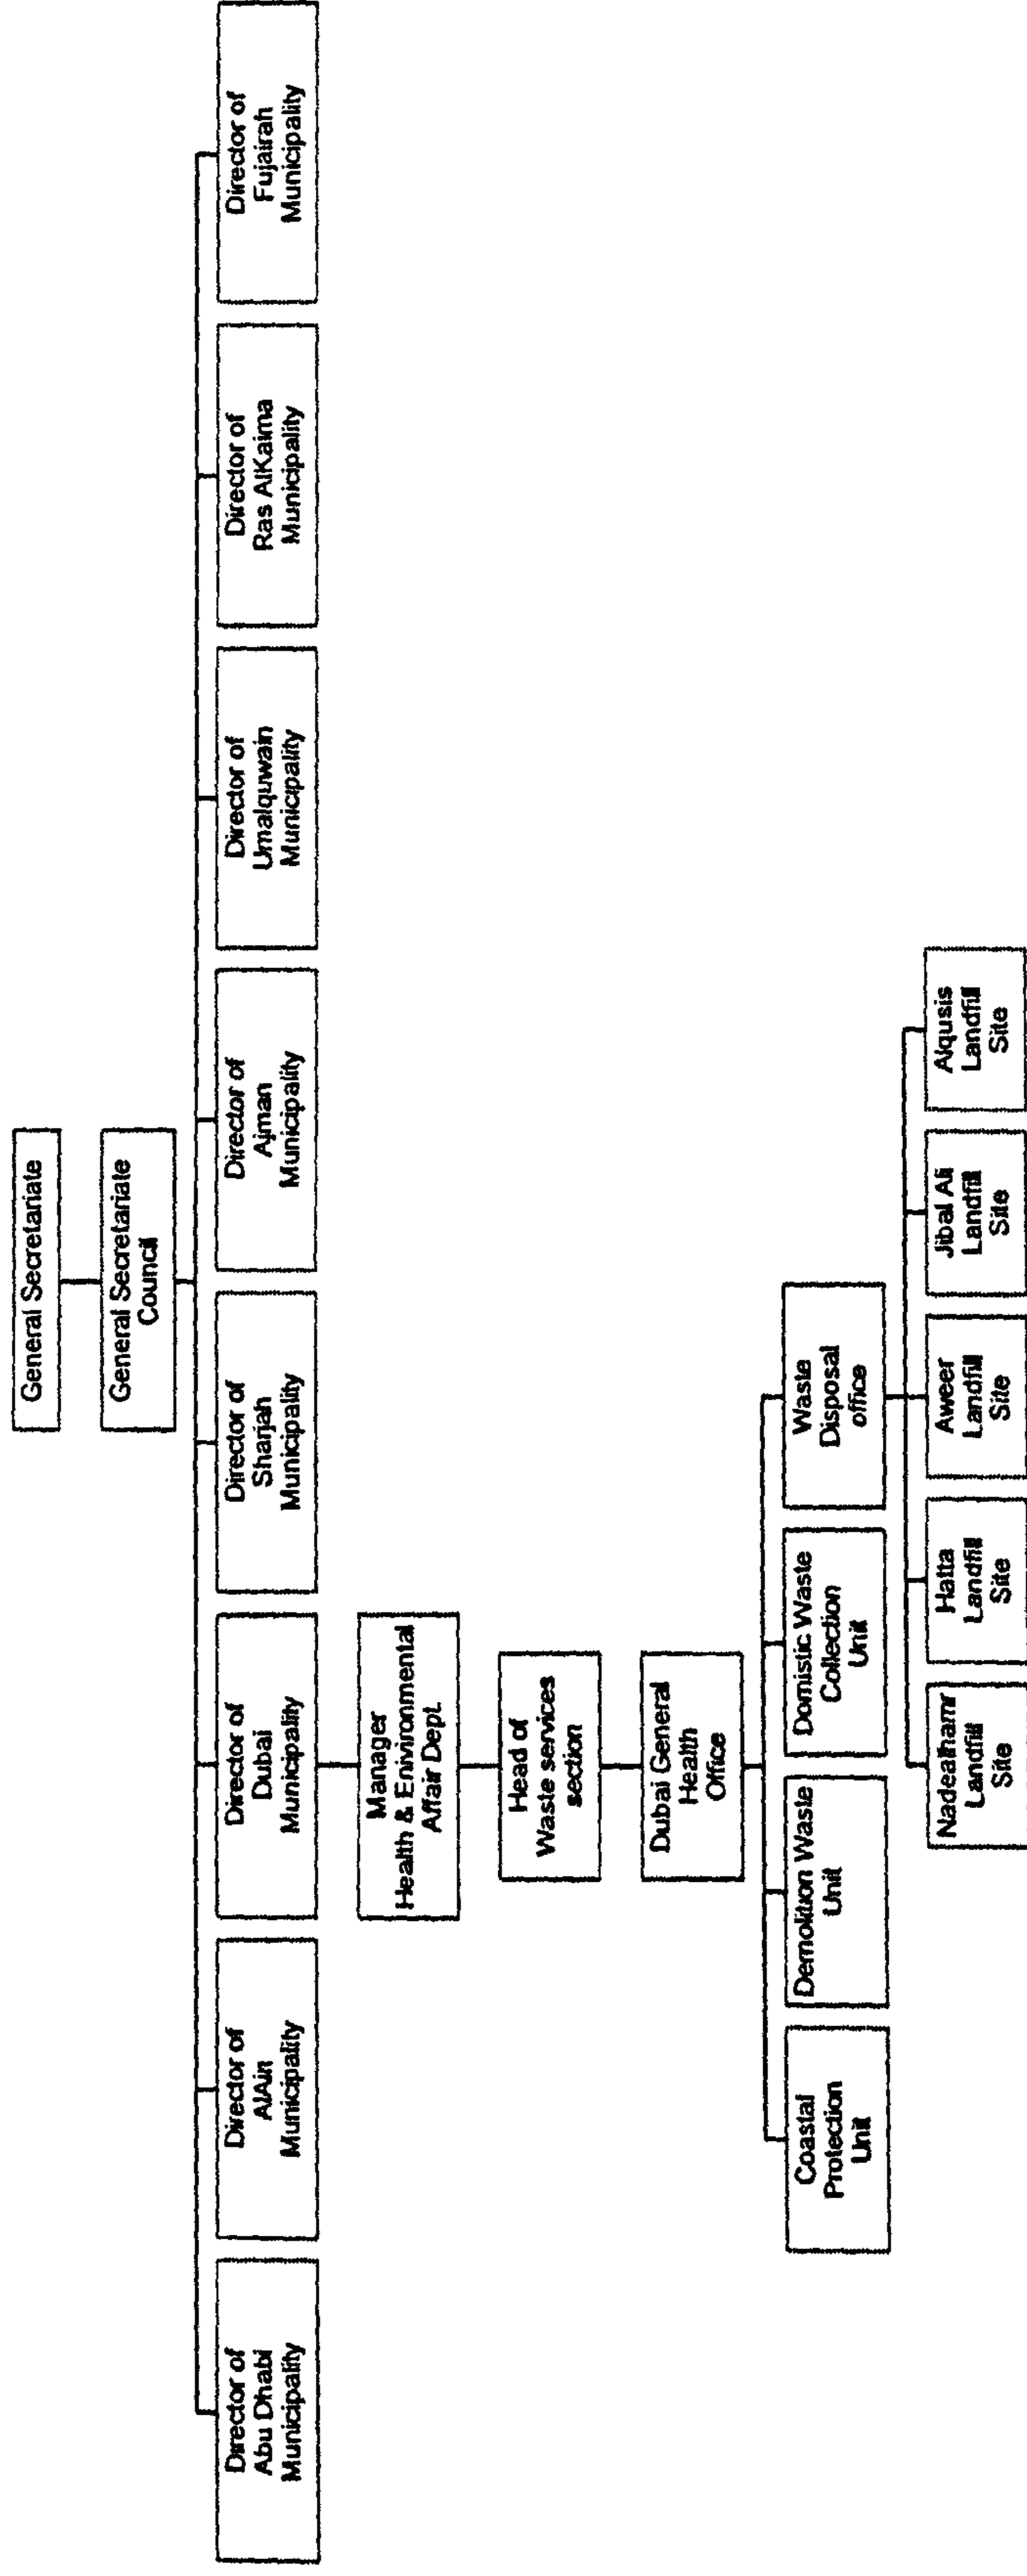 General Secretariate
General Secretariate
Council
Director of
Abu Dhabi
Municipality
Director of
AlAin
Municipality
Director of
Dubai
Municipality
Director of
Sharjah
Municipality
Director of
Ajman
Municipality
Director of
Umalquwain
Municipality
Director of
Ras AlKaima
Municipality
Director of
Fujairah
Municipality
Manager
Health & Enivironmental
Affair Dept.
Head of
Waste services
section
Dubai General
Health
Office
Coastal
Protection
Unit
Demolition Waste
Unit
Domistic Waste
Collection
Unit
Waste
Disposal
office
Nadealhamr
Landfill
Site
Hatta
Landfill
Site
Aweer
Landfill
Site
Jibal Ali
Landfill
Site
Alqusis
Landfill
Site